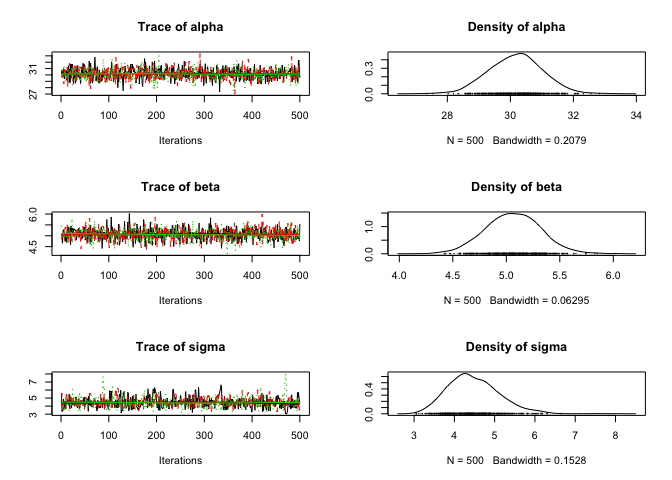 Trace of alpha
27 31
0 100 200 300 400 500
Iterations
Density of alpha
0.0 0.3
28 30 32 34
N = 500 Bandwidth = 0.2079
Trace of beta
4.5 6.0
0 100 200 300 400 500
Iterations
Density of beta
0.0 1.0
4.0 4.5 5.0 5.5 6.0
N = 500 Bandwidth = 0.06295
Trace of sigma
3 5 7
0 100 200 300 400 500
Iterations
Density of sigma
0.0 0.4
3 4 5 6 7 8
N = 500 Bandwidth = 0.1528